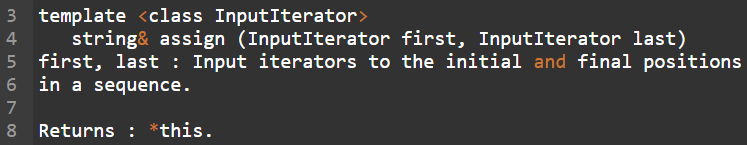 3 template <class InputIterator>
4    string& assign (InputIterator first, InputIterator last)
5 first, last : Input iterators to the initial and final positions
6 in a sequence.
7
8 Returns : *this.